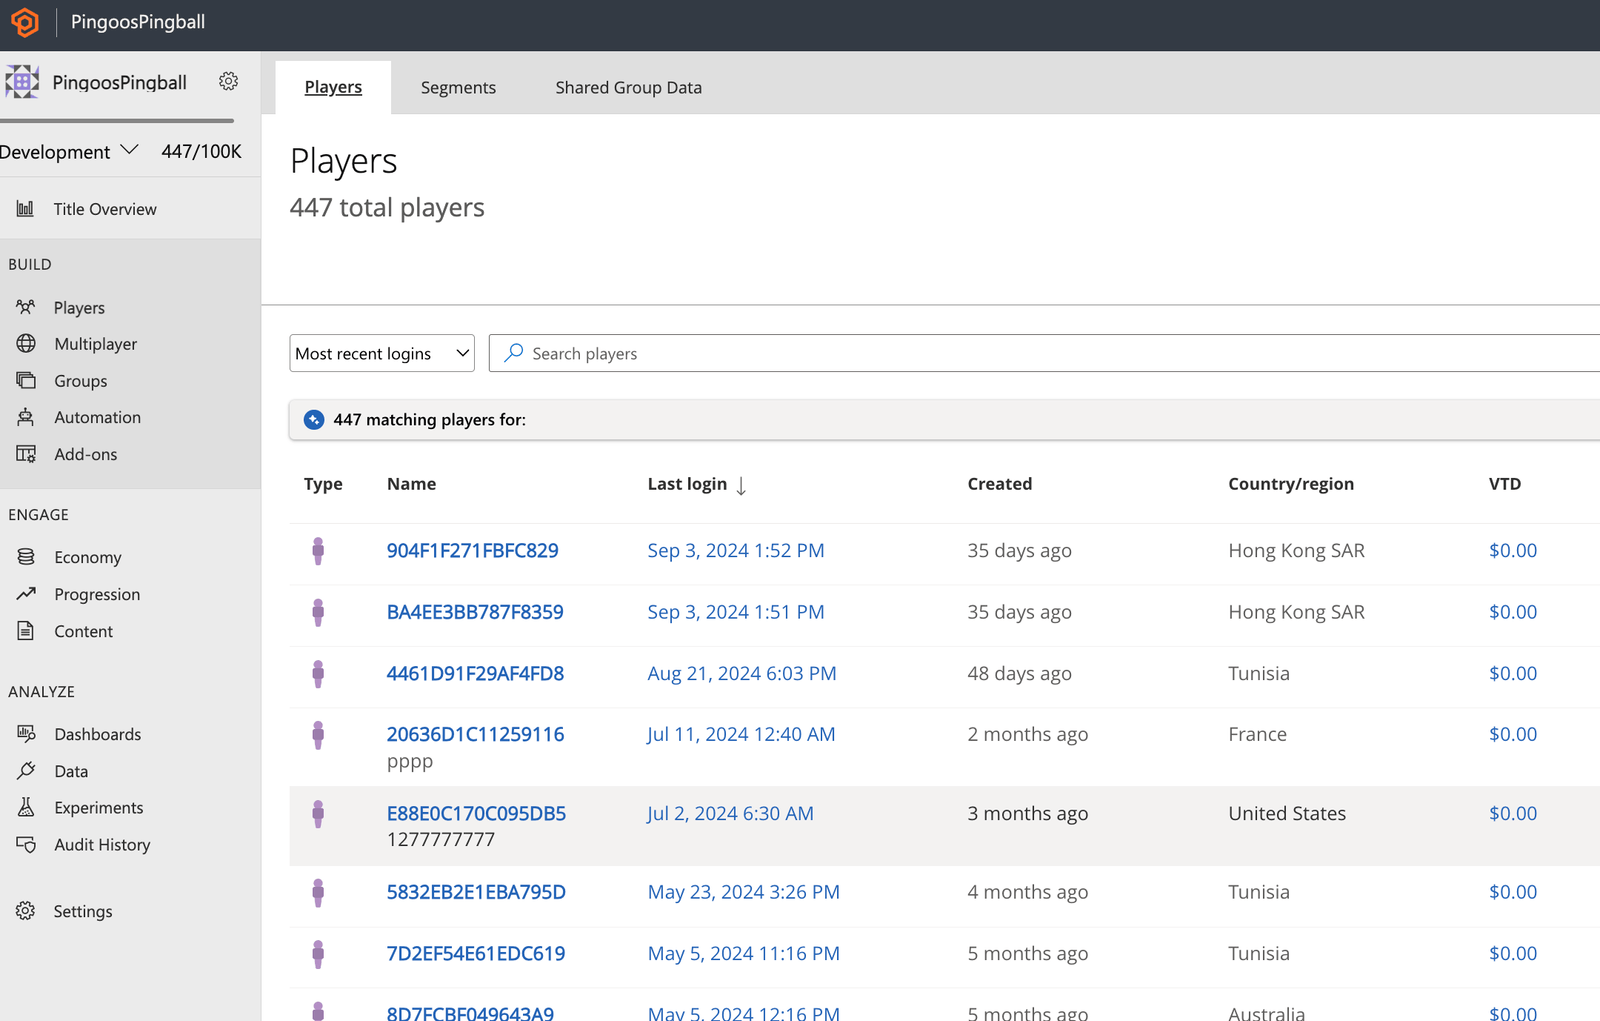 PingoosPingball
PingoosPingball
Development 447/100K
Title Overview
BUILD
Players
Multiplayer
Groups
Automation
Add-ons
ENGAGE
Economy
Progression
Content
ANALYZE
Dashboards
Data
Experiments
Audit History
Settings
Players Segments Shared Group Data
Players
447 total players
Most recent logins Search players
447 matching players for:
Type Name Last login ↓ Created Country/region VTD
904F1F271FBFC829 Sep 3, 2024 1:52 PM 35 days ago Hong Kong SAR $0.00
BA4EE3BB787F8359 Sep 3, 2024 1:51 PM 35 days ago Hong Kong SAR $0.00
4461D91F29AF4FD8 Aug 21, 2024 6:03 PM 48 days ago Tunisia $0.00
20636D1C11259116 Jul 11, 2024 12:40 AM 2 months ago France $0.00
pppp
E88E0C170C095DB5 Jul 2, 2024 6:30 AM 3 months ago United States $0.00
1277777777
5832EB2E1EBA795D May 23, 2024 3:26 PM 4 months ago Tunisia $0.00
7D2EF54E61EDC619 May 5, 2024 11:16 PM 5 months ago Tunisia $0.00
8D7FCBF049643A9 May 5, 2024 12:16 PM 5 months ago Australia $0.00